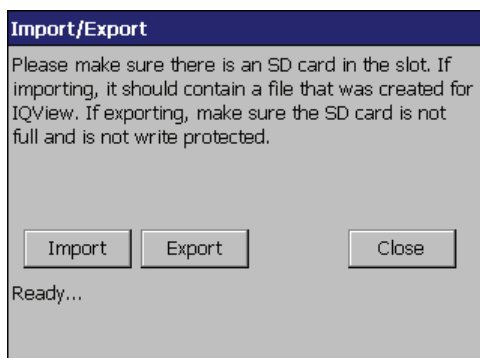 Import/Export
Please make sure there is an SD card in the slot. If
importing, it should contain a file that was created for
IQView. If exporting, make sure the SD card is not
full and is not write protected.
Import Export Close
Ready...